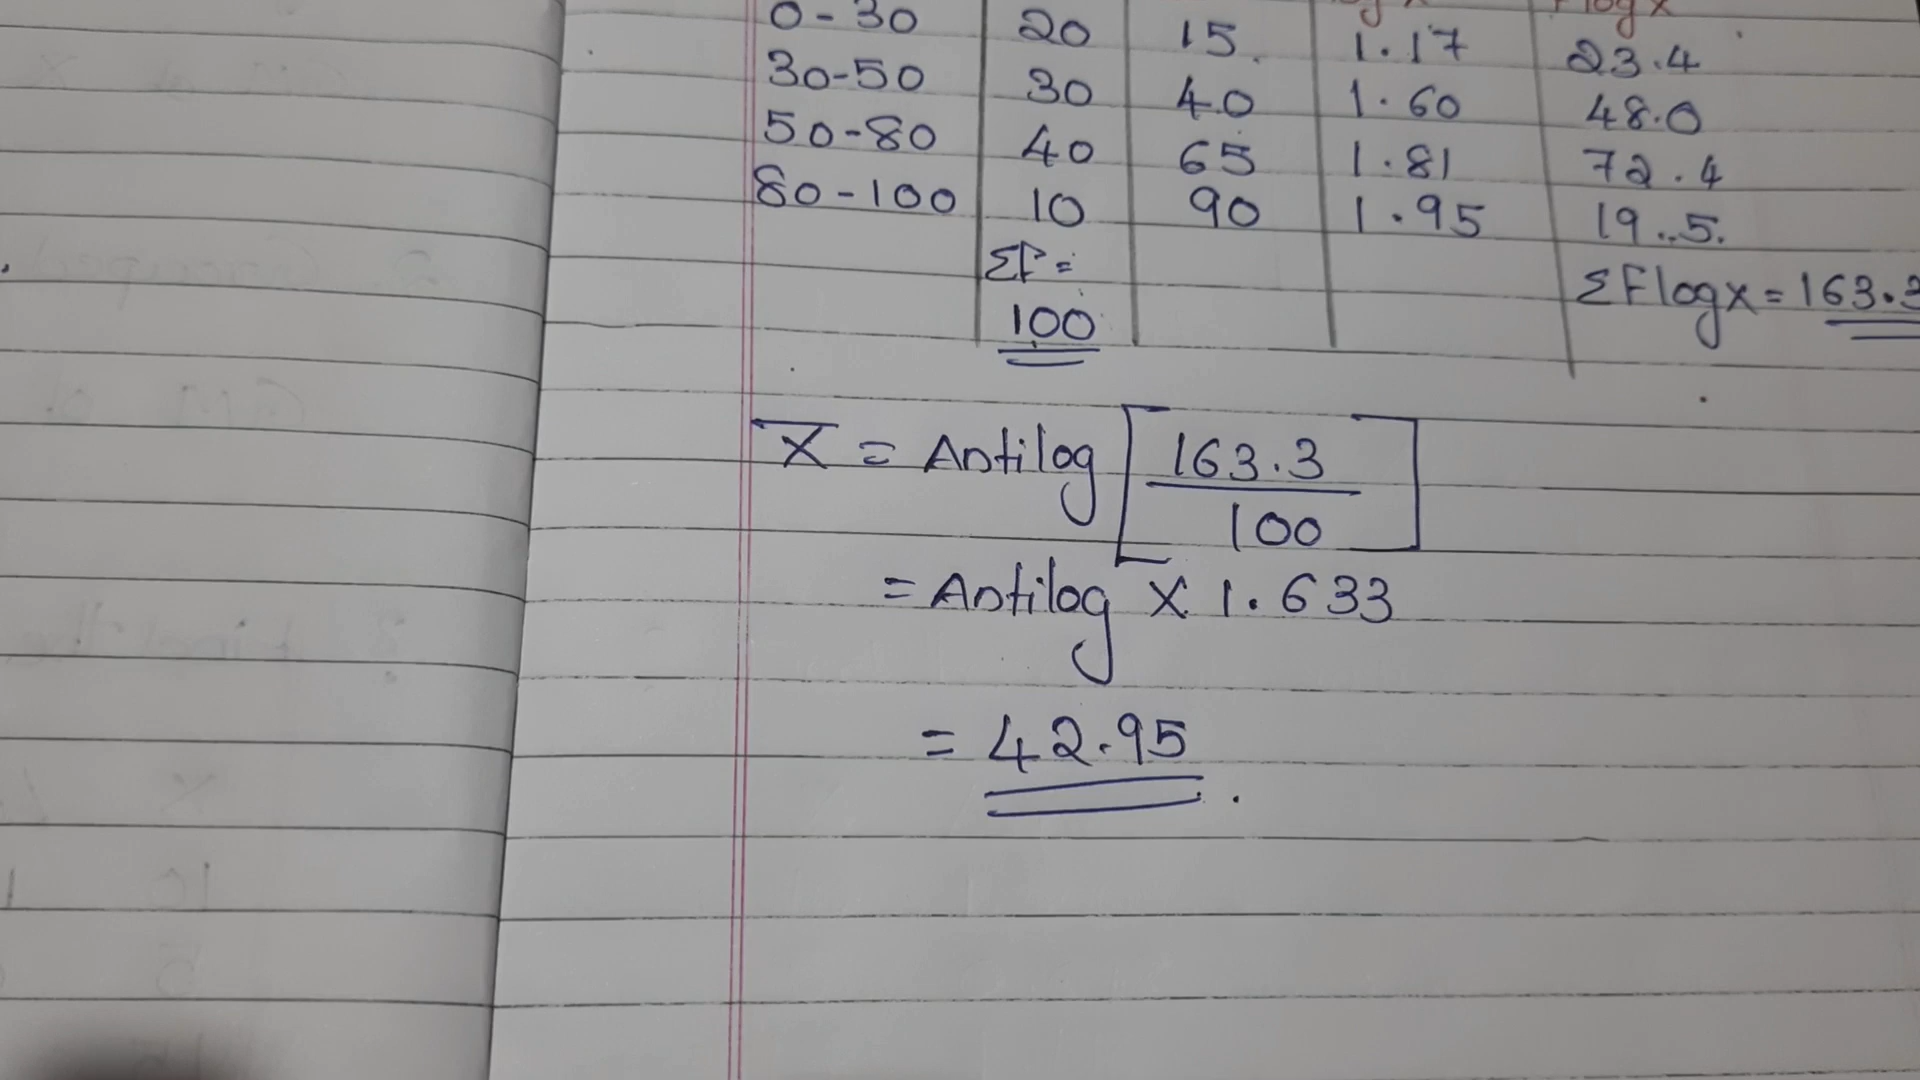 0-30 20 15 1.17 23.4
30-50 30 40 1.60 48.0
50-80 40 65 1.81 72.4
80-100 10 90 1.95 19.5.
ΣF =
100
ΣFlogx = 163.3
X̅ = Antilog [163.3 / 100]
= Antilog × 1.633
= 42.95